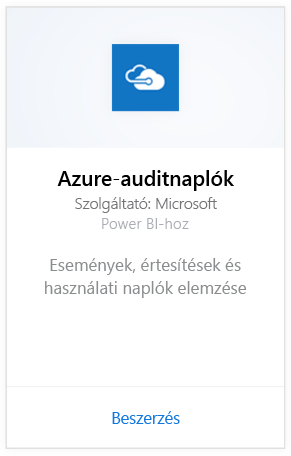 Azure-auditnaplók
Szolgáltató: Microsoft
Power BI-hoz
Események, értesítések és
használati naplók elemzése
Beszerzés